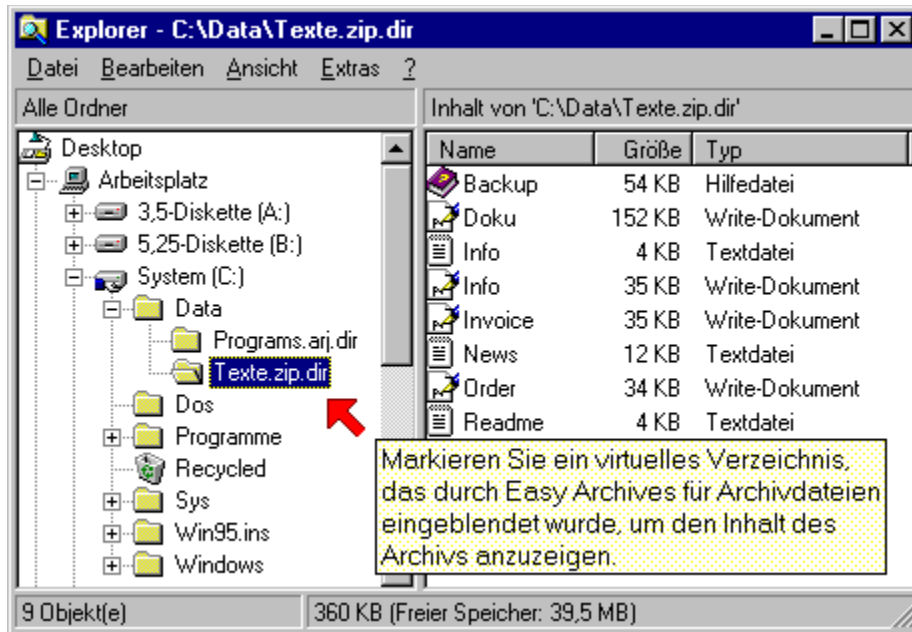 Explorer - C:\Data\Texte.zip.dir
Datei Bearbeiten Ansicht Extras ?
Alle Ordner
Inhalt von 'C:\Data\Texte.zip.dir'
Desktop
Arbeitsplatz
3,5-Diskette (A:)
5,25-Diskette (B:)
System (C:)
Data
Programs.arj.dir
Texte.zip.dir
Dos
Programme
Recycled
Sys
Win95.ins
Windows
Name Größe Typ
Backup 54 KB Hilfedatei
Doku 152 KB Write-Dokument
Info 4 KB Textdatei
Info 35 KB Write-Dokument
Invoice 35 KB Write-Dokument
News 12 KB Textdatei
Order 34 KB Write-Dokument
Readme 4 KB Textdatei
Markieren Sie ein virtuelles Verzeichnis,
das durch Easy Archives für Archivdateien
eingeblendet wurde, um den Inhalt des
Archivs anzuzeigen.
9 Objekt(e)
360 KB (Freier Speicher: 39,5 MB)